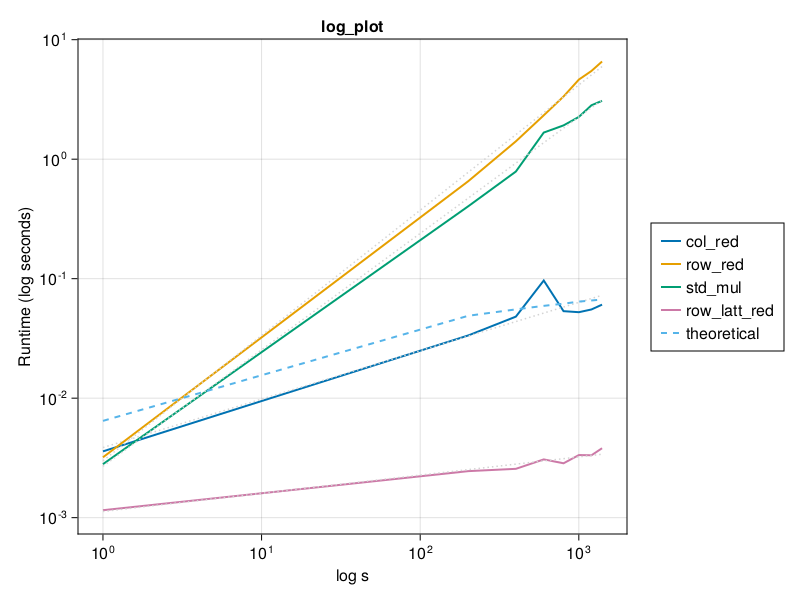 log_plot
Runtime (log seconds)
10¹
10⁰
10⁻¹
10⁻²
10⁻³
10⁰ 10¹ 10² 10³
log s
col_red
row_red
std_mul
row_latt_red
theoretical